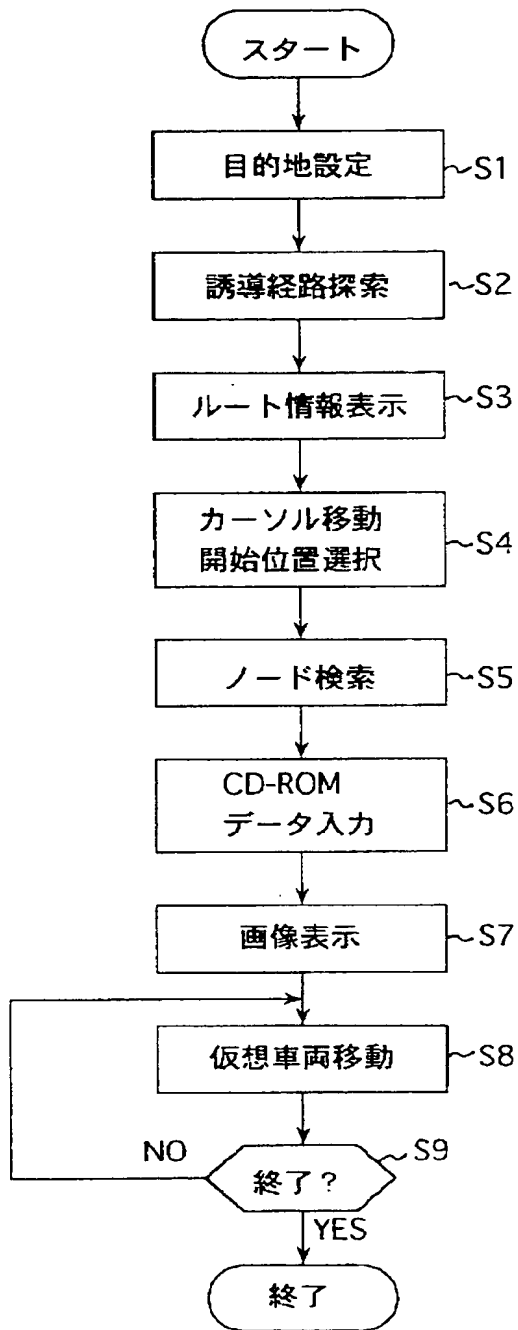 スタート
目的地設定
S1
誘導経路探索
S2
ルート情報表示
S3
カーソル移動
開始位置選択
S4
ノード検索
S5
CD-ROM
データ入力
S6
画像表示
S7
仮想車両移動
S8
NO
終了？
S9
YES
終了